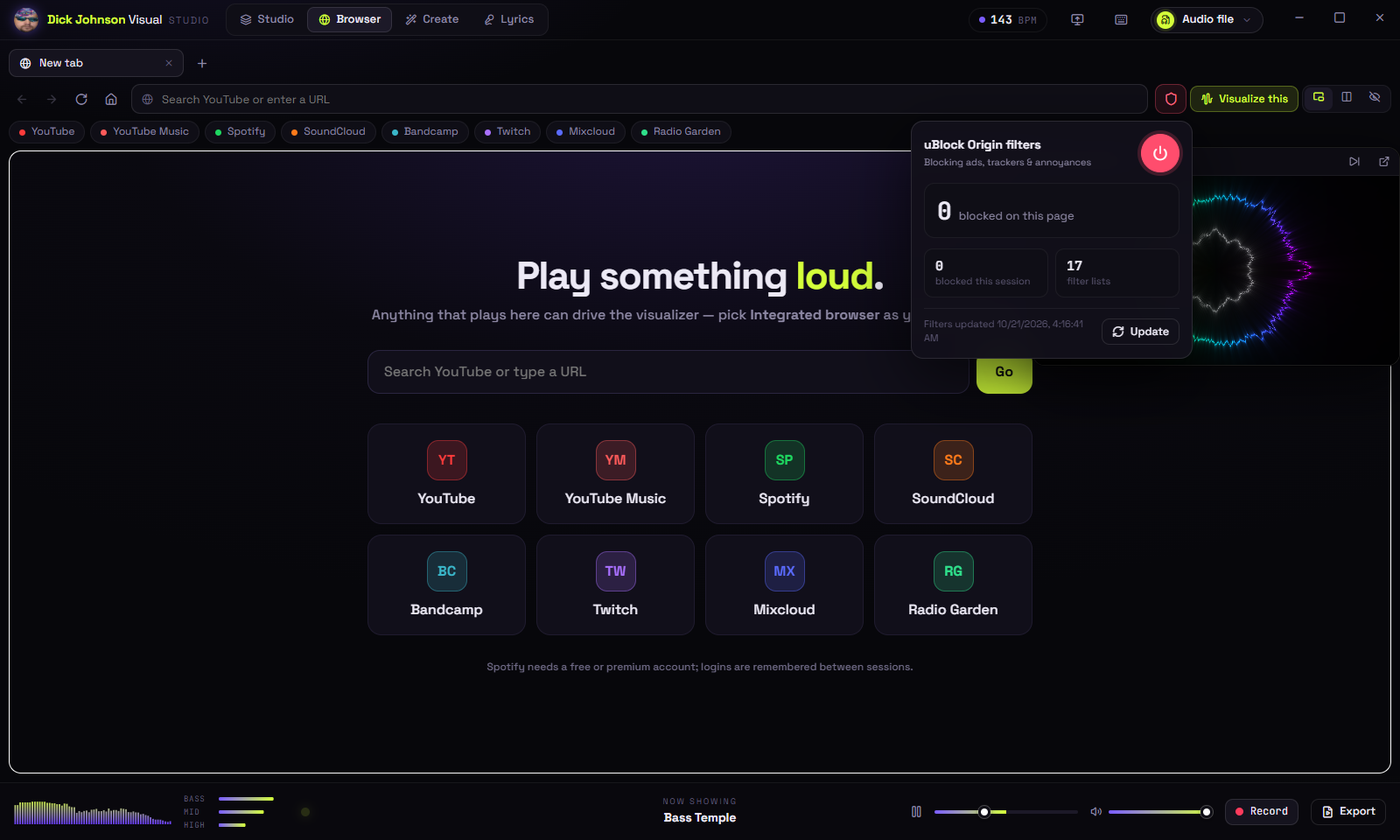 Dick Johnson Visual STUDIO
Studio
Browser
Create
Lyrics
143 BPM
Audio file
New tab
Search YouTube or enter a URL
Visualize this
YouTube
YouTube Music
Spotify
SoundCloud
Bandcamp
Twitch
Mixcloud
Radio Garden
uBlock Origin filters
Blocking ads, trackers & annoyances
0 blocked on this page
0
blocked this session
17
filter lists
Filters updated 10/21/2026, 4:16:41
AM
Update
Play something loud.
Anything that plays here can drive the visualizer — pick Integrated browser as
Search YouTube or type a URL
Go
YT
YouTube
YM
YouTube Music
SP
Spotify
SC
SoundCloud
BC
Bandcamp
TW
Twitch
MX
Mixcloud
RG
Radio Garden
Spotify needs a free or premium account; logins are remembered between sessions.
BASS
MID
HIGH
NOW SHOWING
Bass Temple
Record
Export